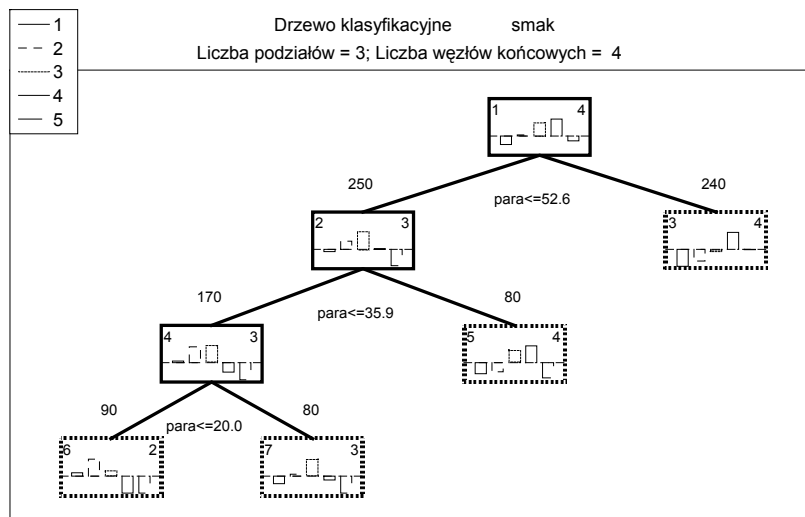 1
2
3
4
5
Drzewo klasyfikacyjne smak
Liczba podziałów = 3; Liczba węzłów końcowych = 4
1 4
250 para<=52.6 240
2 3
3 4
170 para<=35.9 80
4 3
5 4
90 para<=20.0 80
6 2
7 3